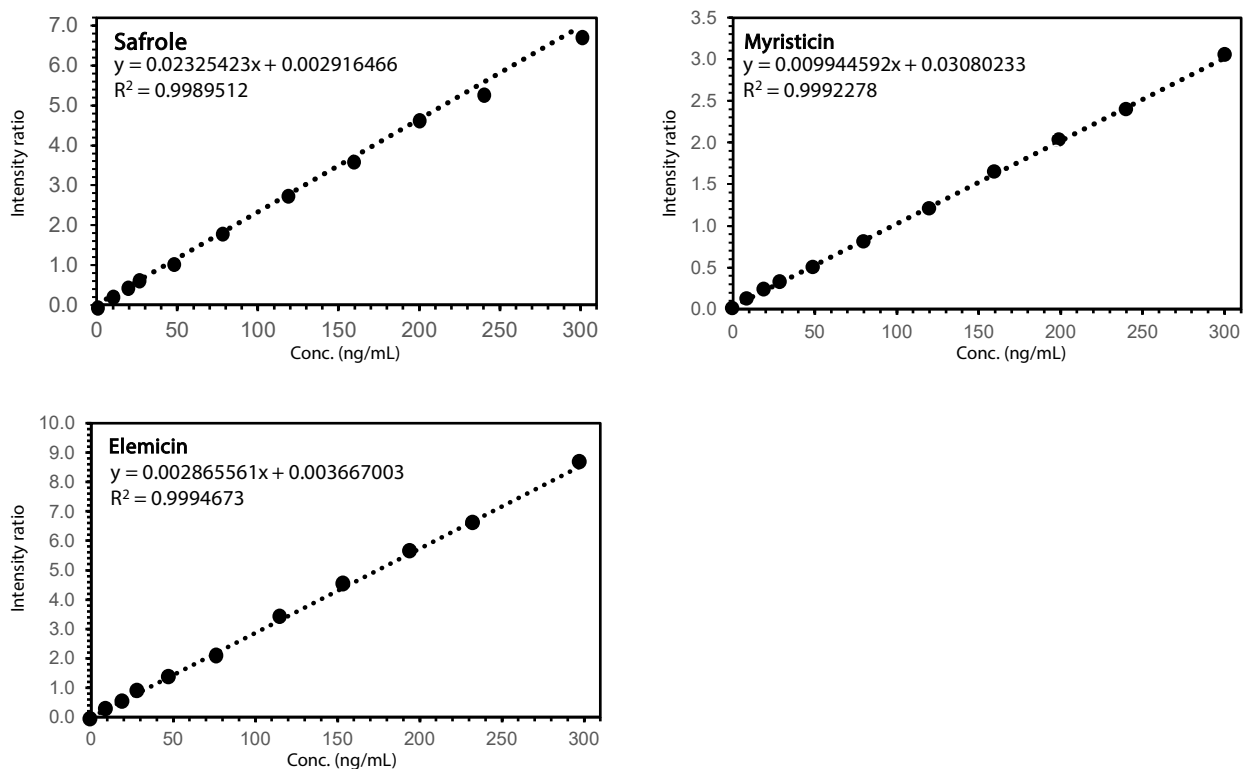 Safrole
y = 0.02325423x + 0.002916466
R² = 0.9989512
Intensity ratio
7.0
6.0
5.0
4.0
3.0
2.0
1.0
0.0
0 50 100 150 200 250 300
Conc. (ng/mL)
Myristicin
y = 0.009944592x + 0.03080233
R² = 0.9992278
Intensity ratio
3.5
3.0
2.5
2.0
1.5
1.0
0.5
0.0
0 50 100 150 200 250 300
Conc. (ng/mL)
Elemicin
y = 0.002865561x + 0.003667003
R² = 0.9994673
Intensity ratio
10.0
9.0
8.0
7.0
6.0
5.0
4.0
3.0
2.0
1.0
0.0
0 50 100 150 200 250 300
Conc. (ng/mL)